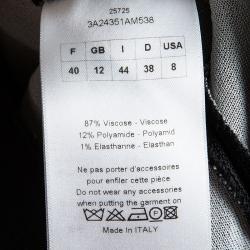 25725
3A24351AM538
F GB I D USA
40 12 44 38 8
87% Viscose - Viscose
12% Polyamide - Polyamid
1% Elasthanne - Elasthan
Ne pas porter d'accessoires
pour enfiler cette pièce
Do not wear any accessories
when putting the garment on
Made In ITALY